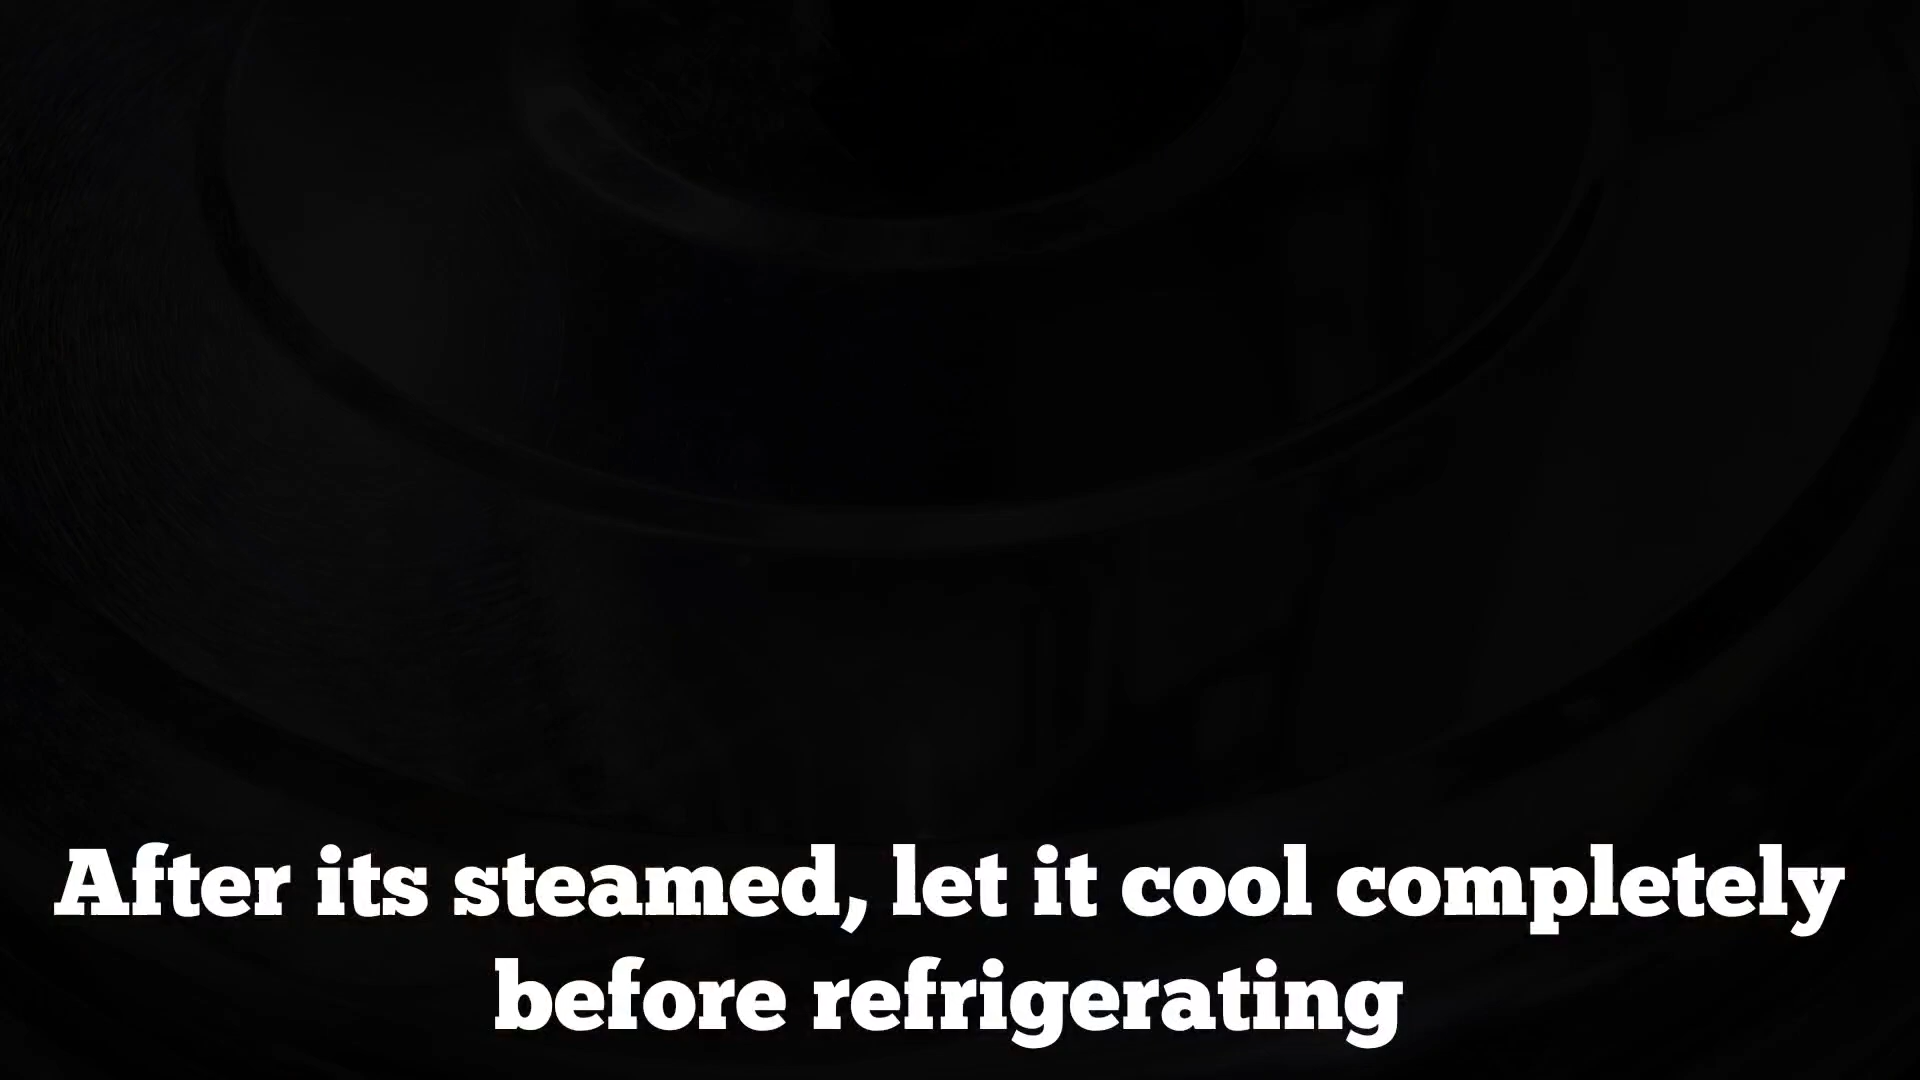 After its steamed, let it cool completely
before refrigerating